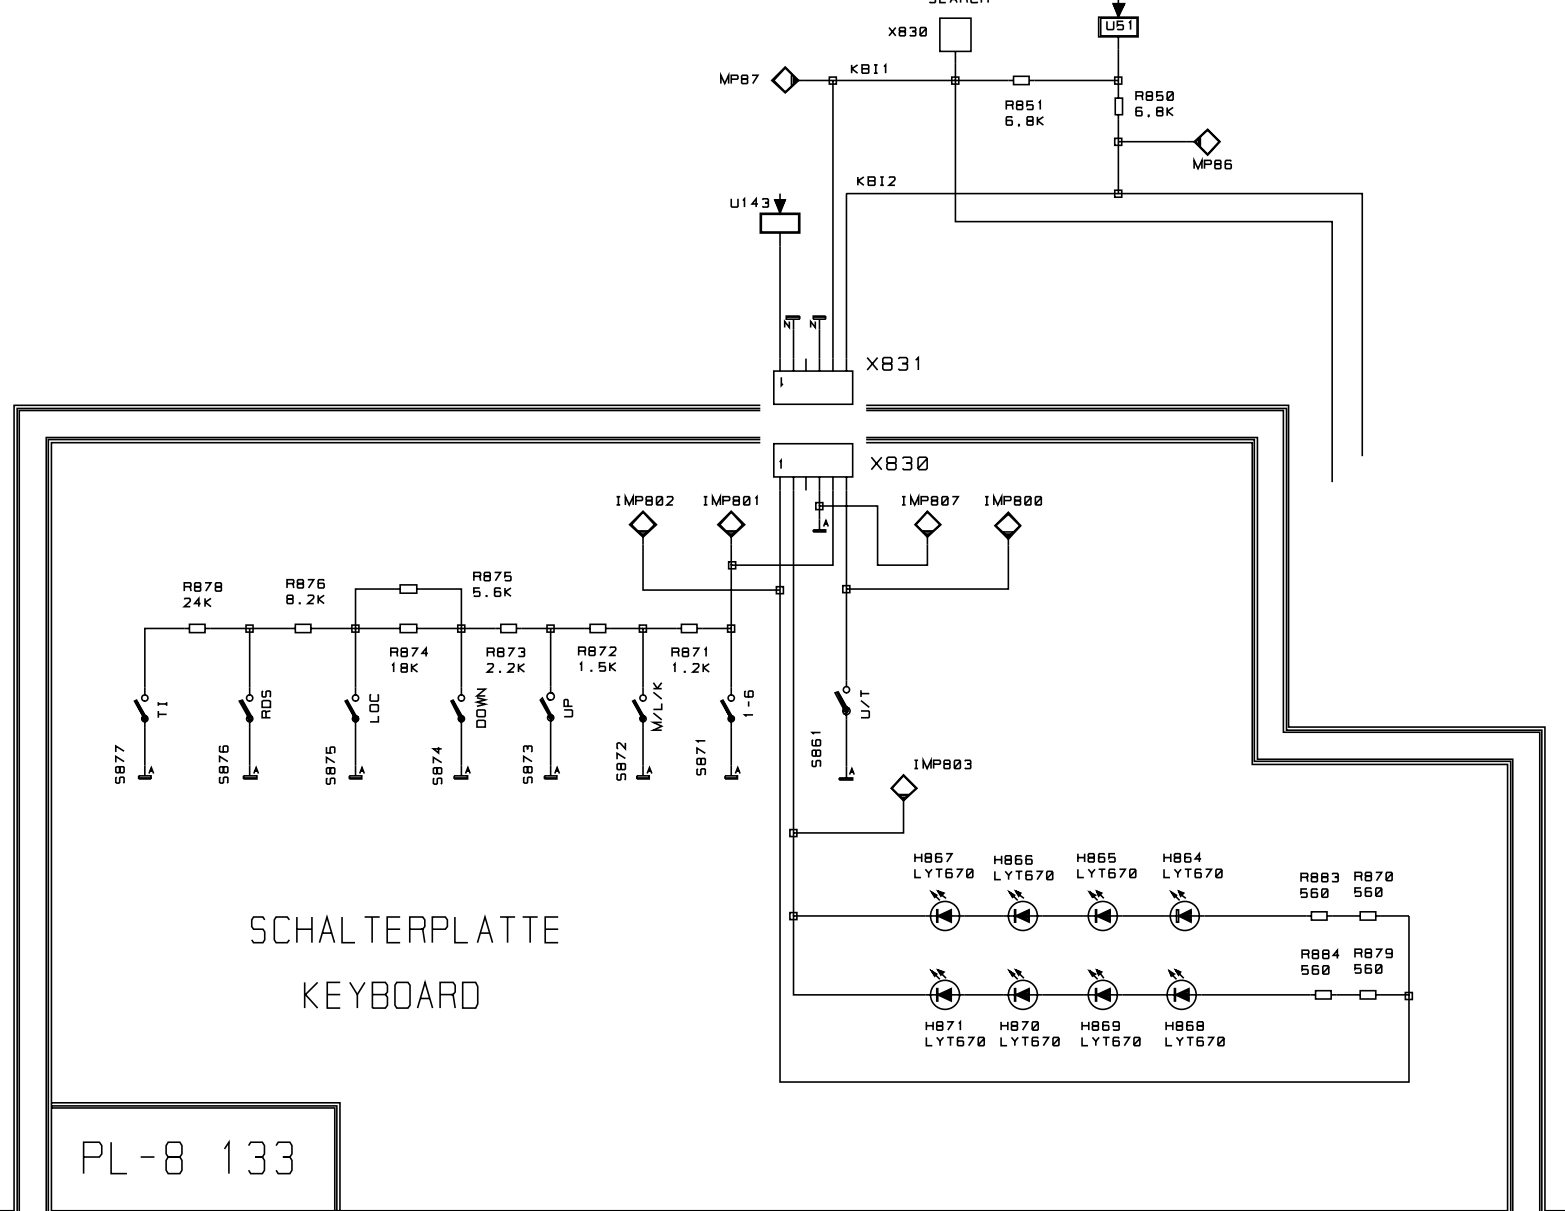 X830
U51
MP87
KBI1
R851
6,8K
R850
6,8K
MP86
KBI2
U143
N
N
X831
1
1
X830
IMP802
IMP801
IMP807
IMP800
A
R878
24K
R876
8.2K
R875
5.6K
R874
18K
R873
2.2K
R872
1.5K
R871
1.2K
TI
RDS
LOC
DOWN
UP
M/L/K
1-6
U/T
S877
A
S876
A
S875
A
S874
A
S873
A
S872
A
S871
A
S861
A
IMP803
H867
LYT670
H866
LYT670
H865
LYT670
H864
LYT670
R883
560
R870
560
R884
560
R879
560
H871
LYT670
H870
LYT670
H869
LYT670
H868
LYT670
SCHALTERPLATTE
KEYBOARD
PL-8 133